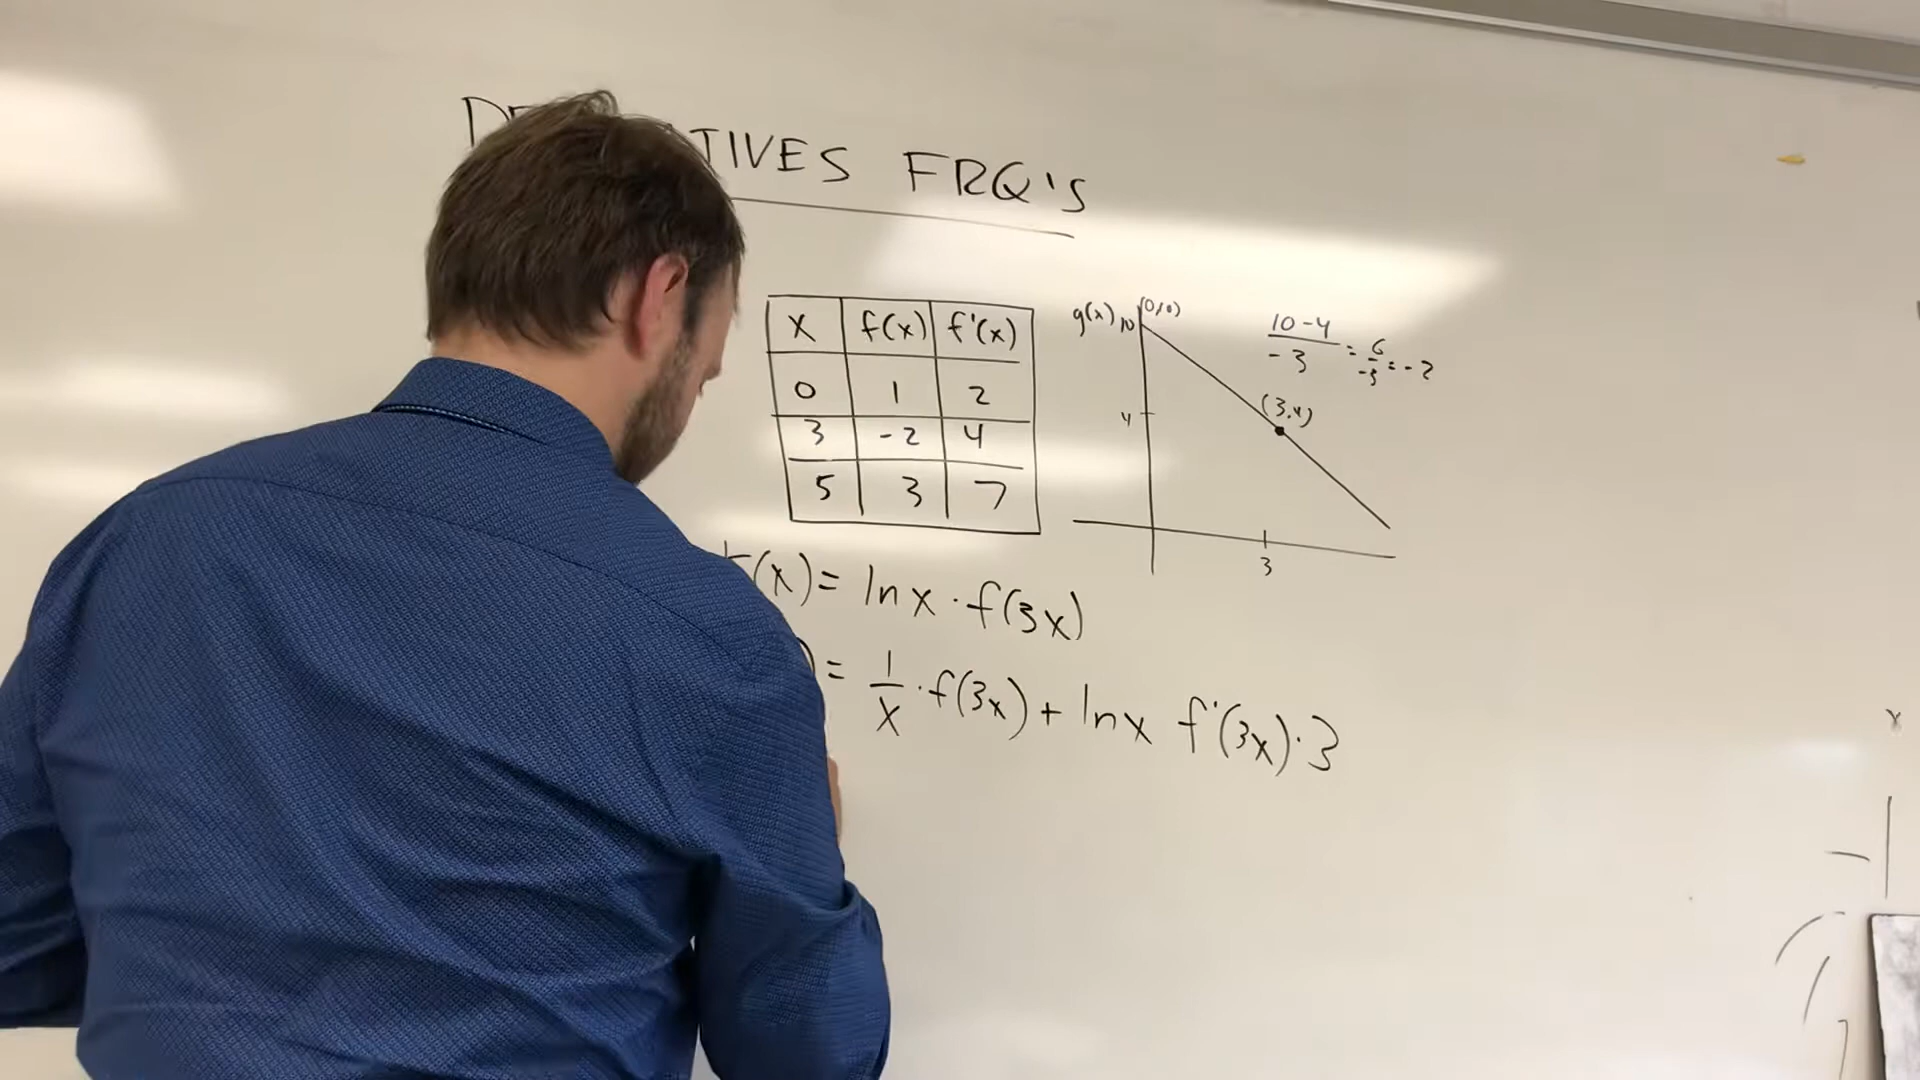 TIVES FRQ'S
x f(x) f'(x)
0 1 2
3 -2 4
5 3 7
g(x) 10 (0,10)
4
(3,4)
3
10-4/-3 = 6/-3 = -2
(x) = ln x · f(3x)
) = 1/x · f(3x) + ln x f'(3x) · 3